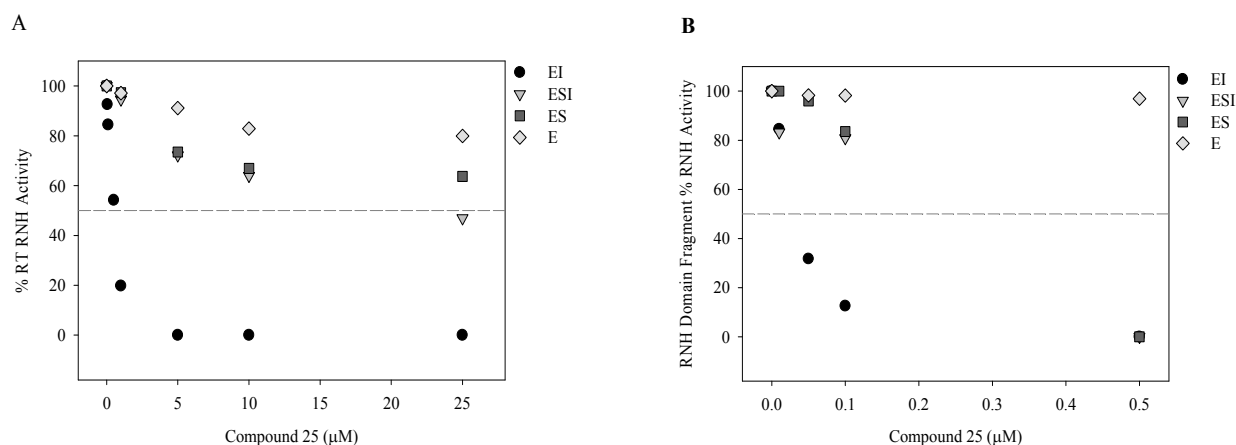 A
% RT RNH Activity
100
80
60
40
20
0
0 5 10 15 20 25
Compound 25 (μM)
EI
ESI
ES
E
B
RNH Domain Fragment % RNH Activity
100
80
60
40
20
0
0.0 0.1 0.2 0.3 0.4 0.5
Compound 25 (μM)
EI
ESI
ES
E